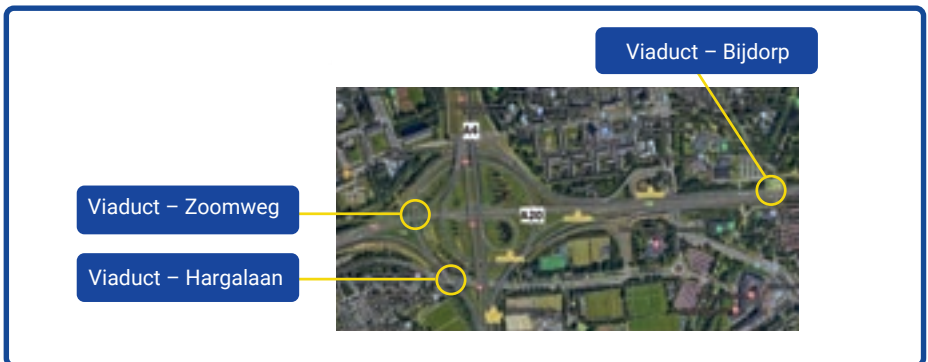 Viaduct – Bijdorp
A4
Viaduct – Zoomweg
A20
Viaduct – Hargalaan